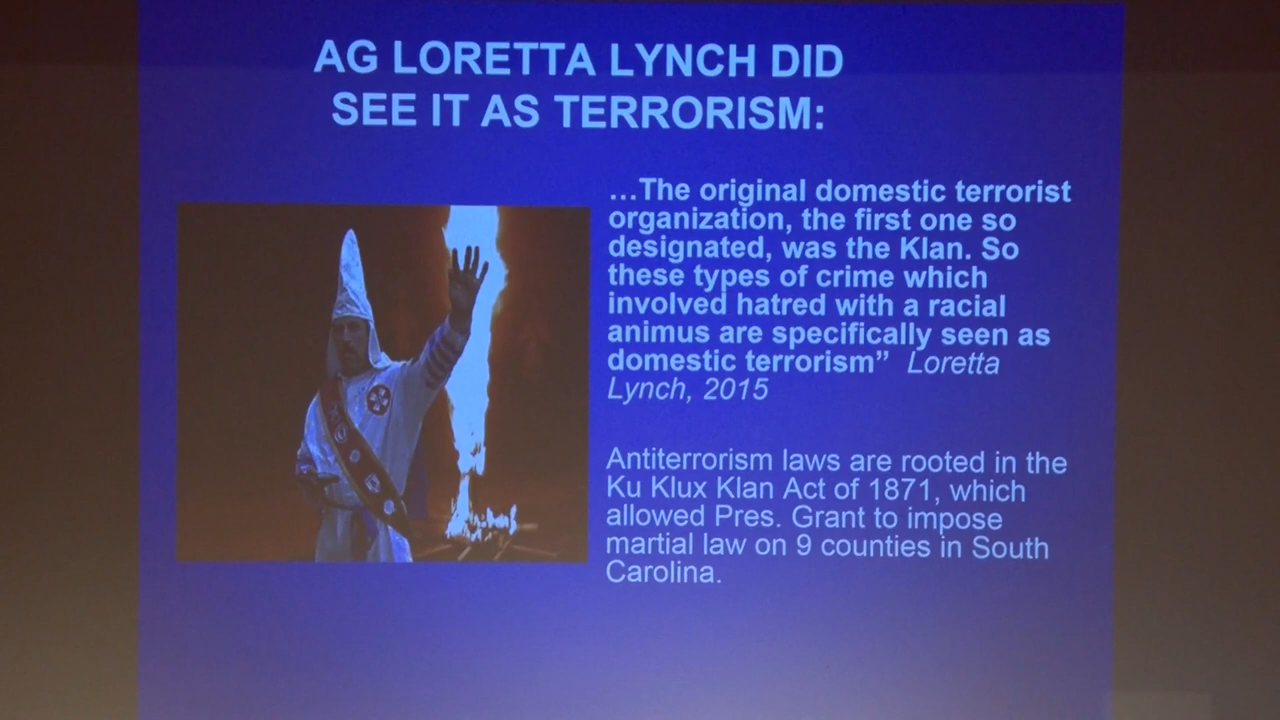 AG LORETTA LYNCH DID
SEE IT AS TERRORISM:
…The original domestic terrorist
organization, the first one so
designated, was the Klan. So
these types of crime which
involved hatred with a racial
animus are specifically seen as
domestic terrorism” Loretta
Lynch, 2015
Antiterrorism laws are rooted in the
Ku Klux Klan Act of 1871, which
allowed Pres. Grant to impose
martial law on 9 counties in South
Carolina.